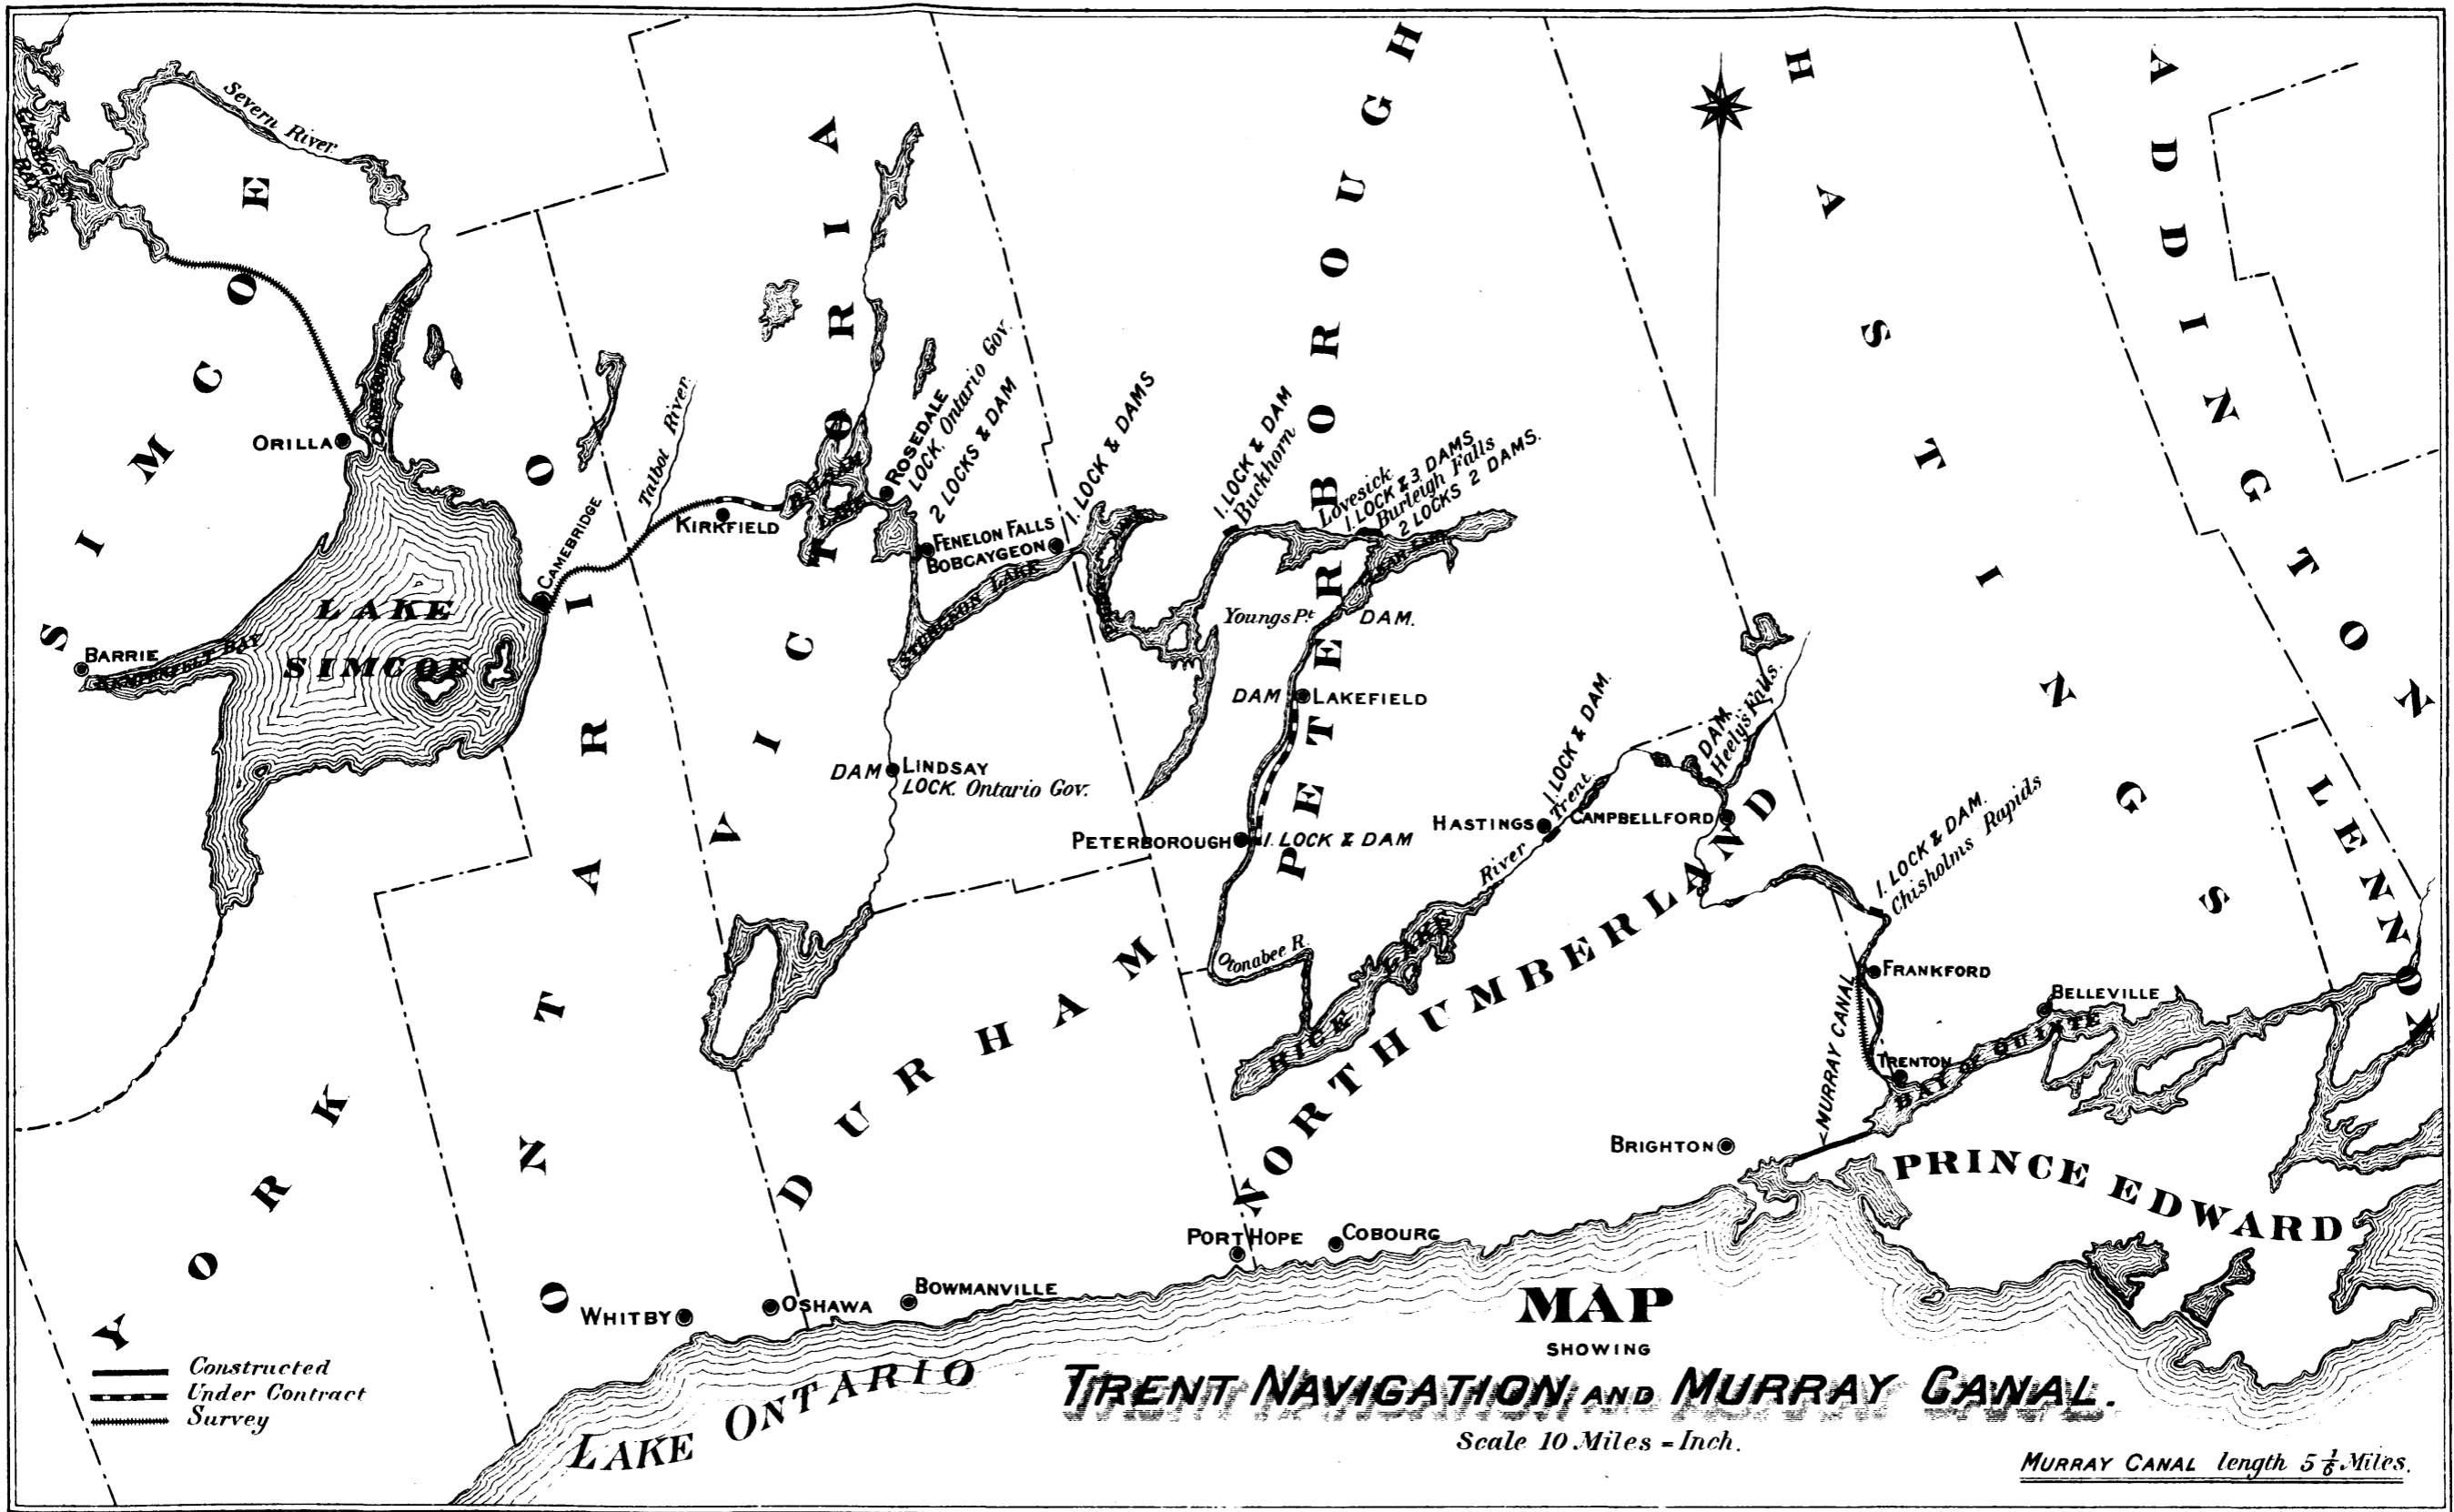 Severn River
SIMCOE
VICTORIA
PETERBOROUGH
HASTINGS
ADDINGTON
LENNOX
ONTARIO
YORK
DURHAM
NORTHUMBERLAND
PRINCE EDWARD
ORILLA
Talbot River
CAMEBRIDGE
KIRKFIELD
BALSAM
LAKE
ROSEDALE
LOCK. Ontario Gov.
2 LOCKS & DAM
FENELON FALLS
BOBCAYGEON
1. LOCK & DAMS
STURGEON LAKE
1. LOCK & DAM
Buckhorn
Lovesick
1. LOCK & 3 DAMS
Burleigh Falls
2 LOCKS 2 DAMS.
CLEAR LAKE
Youngs Pt.
DAM.
DAM
LAKEFIELD
LAKE
SIMCOE
BARRIE
KEMPENFELT BAY
DAM
LINDSAY
LOCK. Ontario Gov.
PETERBOROUGH
1. LOCK & DAM
Otonabee R.
RICE LAKE
HASTINGS
1. LOCK & DAM.
River Trent.
DAM.
Heely's Falls.
CAMPBELLFORD
1. LOCK & DAM.
Chisholms Rapids
FRANKFORD
MURRAY CANAL
TRENTON
BELLEVILLE
BAY OF QUINTE
BRIGHTON
PORT HOPE
COBOURG
BOWMANVILLE
OSHAWA
WHITBY
LAKE ONTARIO
Constructed
Under Contract
Survey
MAP
SHOWING
TRENT NAVIGATION AND MURRAY CANAL.
Scale 10 Miles = Inch.
MURRAY CANAL length 5 1/6 Miles.